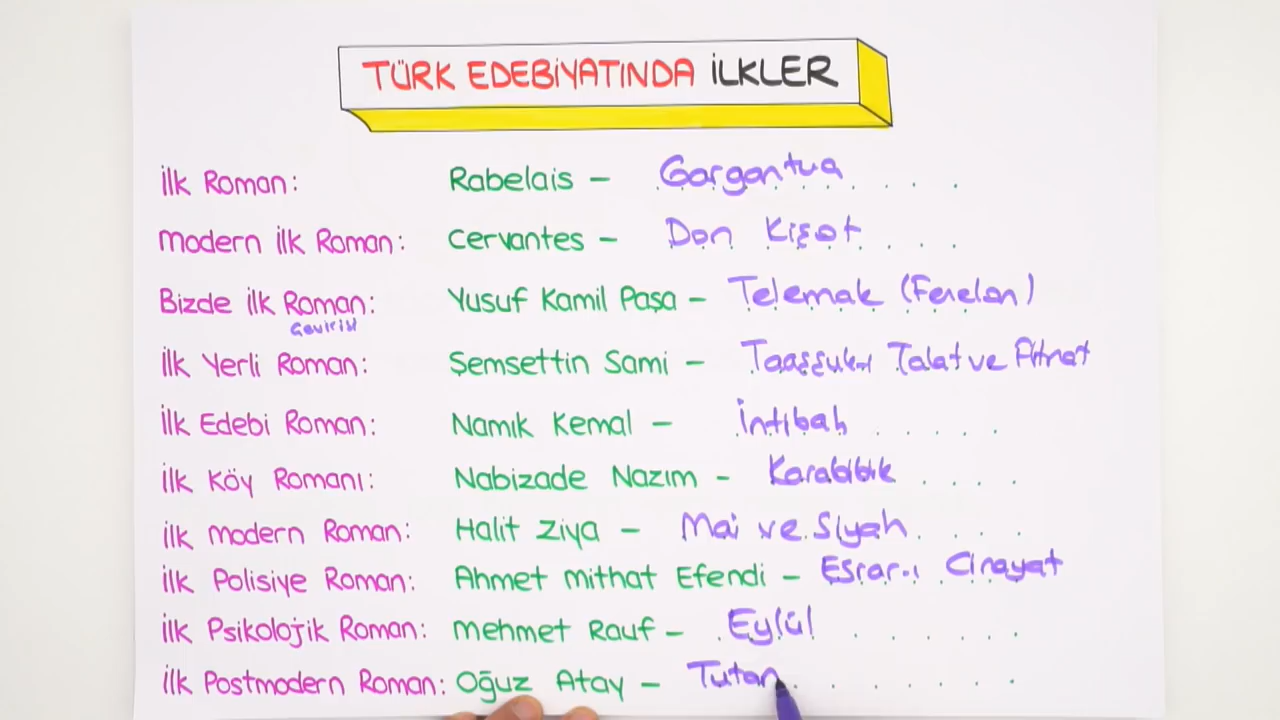 TÜRK EDEBİYATINDA İLKLER
İlk Roman: Rabelais - Gargantua
Modern İlk Roman: Cervantes - Don Kişot
Bizde İlk Roman: Yusuf Kamil Paşa - Telemak (Fenelon)
Çevirisi
İlk Yerli Roman: Şemsettin Sami - Taaşşukı Talat ve Fitnat
İlk Edebi Roman: Namık Kemal - İntibah
İlk Köy Romanı: Nabizade Nazım - Karabibik
İlk modern Roman: Halit Ziya - Mai ve Siyah
İlk Polisiye Roman: Ahmet mithat Efendi - Esrar-ı Cinayat
İlk Psikolojik Roman: mehmet Rauf - Eylül
İlk Postmodern Roman: Oğuz Atay - Tutan